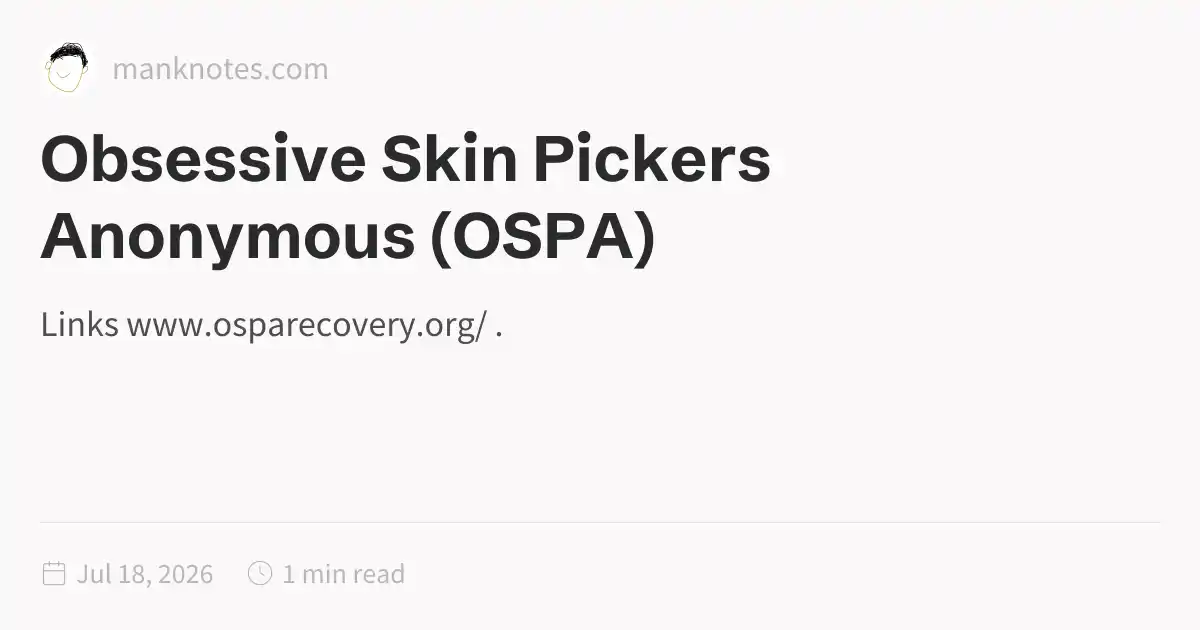 manknotes.com
Obsessive Skin Pickers
Anonymous (OSPA)
Links www.osparecovery.org/ .
Jul 18, 2026 1 min read